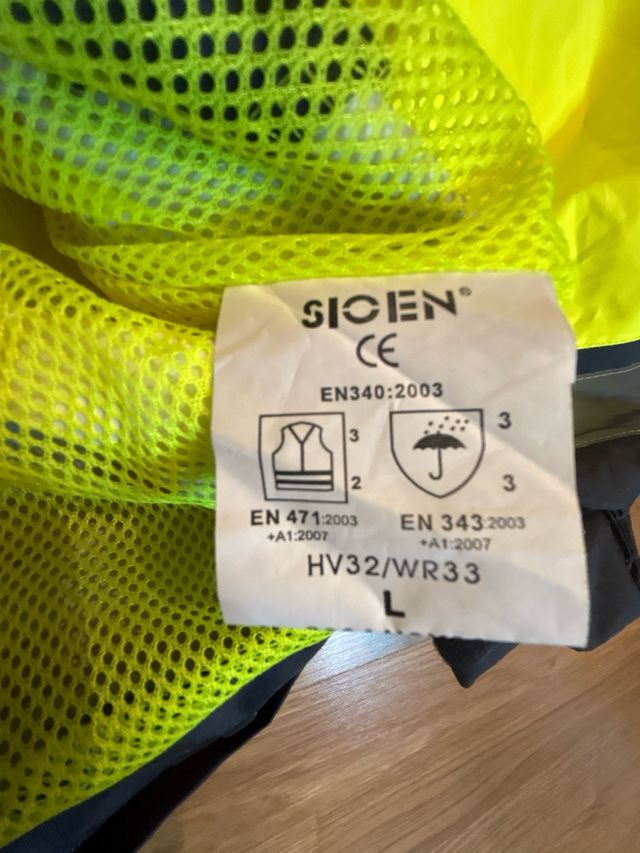 SIOEN®
CE
EN340:2003
3
3
2
3
EN 471:2003
+A1:2007
EN 343:2003
+A1:2007
HV32/WR33
L